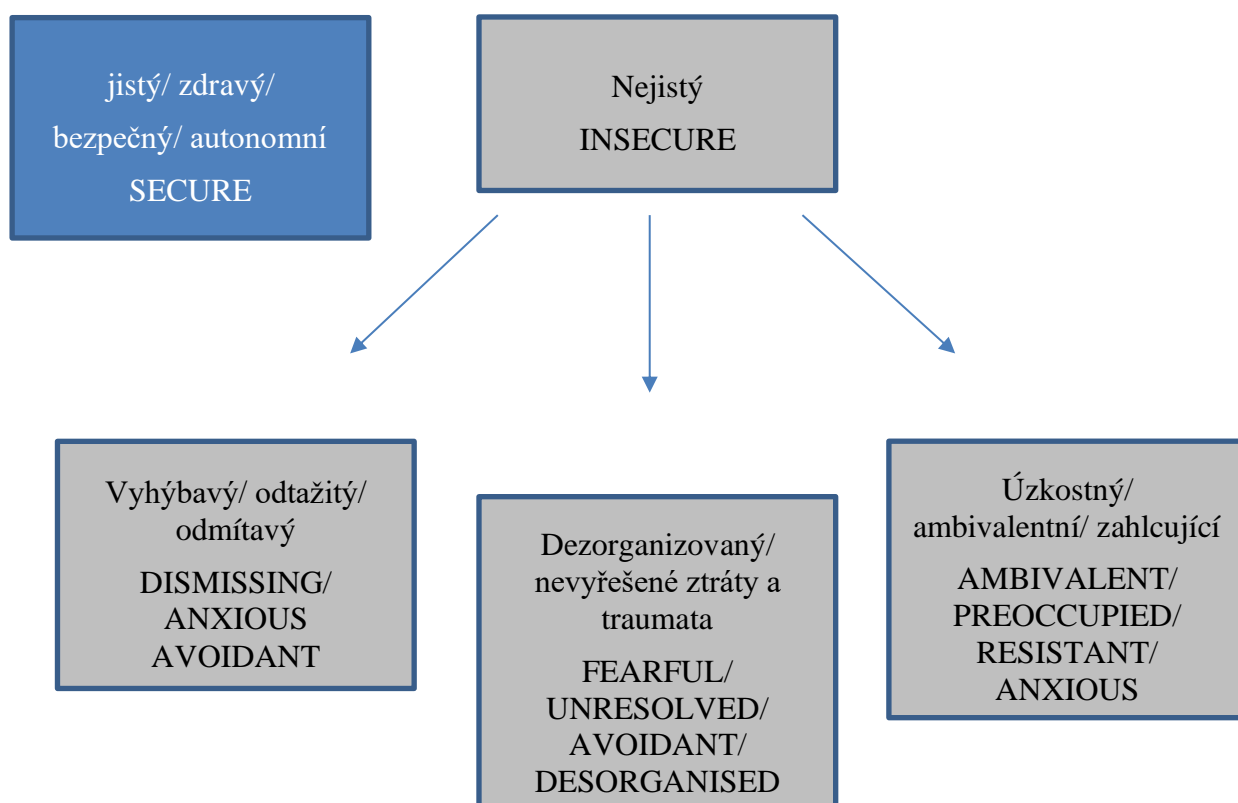 jistý/ zdravý/
bezpečný/ autonomní
SECURE
Nejistý
INSECURE
Vyhýbavý/ odtažitý/
odmítavý
DISMISSING/
ANXIOUS
AVOIDANT
Dezorganizovaný/
nevyřešené ztráty a
traumata
FEARFUL/
UNRESOLVED/
AVOIDANT/
DESORGANISED
Úzkostný/
ambivalentní/ zahlcující
AMBIVALENT/
PREOCCUPIED/
RESISTANT/
ANXIOUS